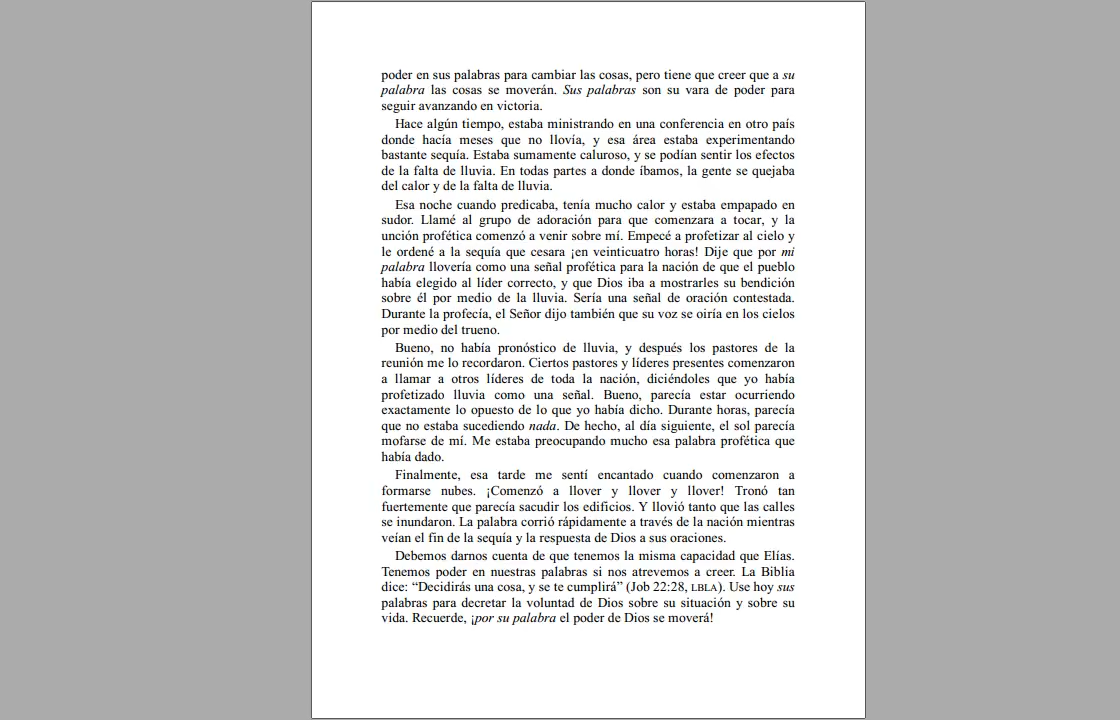 poder en sus palabras para cambiar las cosas, pero tiene que creer que a su
palabra las cosas se moverán. Sus palabras son su vara de poder para
seguir avanzando en victoria.
Hace algún tiempo, estaba ministrando en una conferencia en otro país
donde hacía meses que no llovía, y esa área estaba experimentando
bastante sequía. Estaba sumamente caluroso, y se podían sentir los efectos
de la falta de lluvia. En todas partes a donde íbamos, la gente se quejaba
del calor y de la falta de lluvia.
Esa noche cuando predicaba, tenía mucho calor y estaba empapado en
sudor. Llamé al grupo de adoración para que comenzara a tocar, y la
unción profética comenzó a venir sobre mí. Empecé a profetizar al cielo y
le ordené a la sequía que cesara ¡en veinticuatro horas! Dije que por mi
palabra llovería como una señal profética para la nación de que el pueblo
había elegido al líder correcto, y que Dios iba a mostrarles su bendición
sobre él por medio de la lluvia. Sería una señal de oración contestada.
Durante la profecía, el Señor dijo también que su voz se oiría en los cielos
por medio del trueno.
Bueno, no había pronóstico de lluvia, y después los pastores de la
reunión me lo recordaron. Ciertos pastores y líderes presentes comenzaron
a llamar a otros líderes de toda la nación, diciéndoles que yo había
profetizado lluvia como una señal. Bueno, parecía estar ocurriendo
exactamente lo opuesto de lo que yo había dicho. Durante horas, parecía
que no estaba sucediendo nada. De hecho, al día siguiente, el sol parecía
mofarse de mí. Me estaba preocupando mucho esa palabra profética que
había dado.
Finalmente, esa tarde me sentí encantado cuando comenzaron a
formarse nubes. ¡Comenzó a llover y llover y llover! Tronó tan
fuertemente que parecía sacudir los edificios. Y llovió tanto que las calles
se inundaron. La palabra corrió rápidamente a través de la nación mientras
veían el fin de la sequía y la respuesta de Dios a sus oraciones.
Debemos darnos cuenta de que tenemos la misma capacidad que Elías.
Tenemos poder en nuestras palabras si nos atrevemos a creer. La Biblia
dice: “Decidirás una cosa, y se te cumplirá” (Job 22:28, LBLA). Use hoy sus
palabras para decretar la voluntad de Dios sobre su situación y sobre su
vida. Recuerde, ¡por su palabra el poder de Dios se moverá!